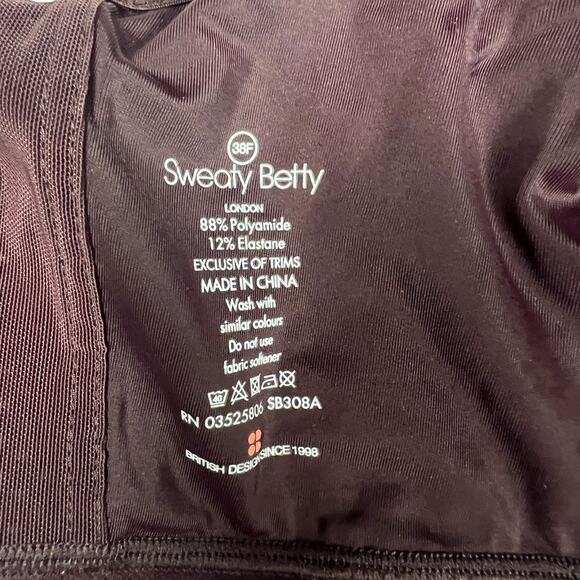 38F
Sweaty Betty
LONDON
88% Polyamide
12% Elastane
EXCLUSIVE OF TRIMS
MADE IN CHINA
Wash with
similar colours
Do not use
fabric softener
40
RN 03525806 SB308A
BRITISH DESIGN SINCE 1998